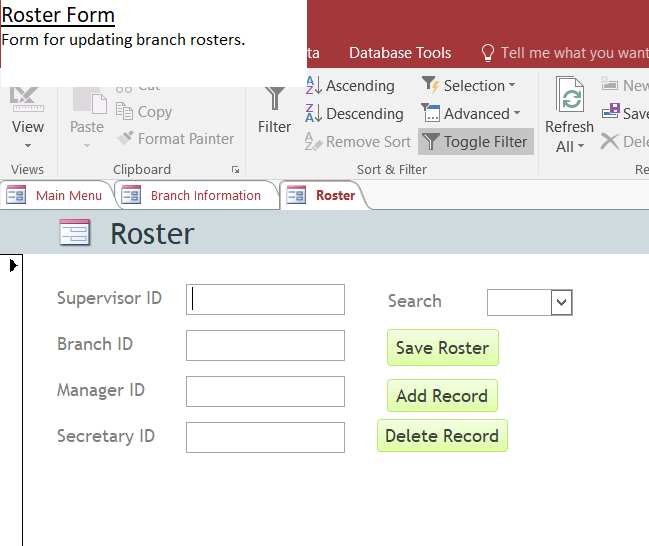 Roster Form
Form for updating branch rosters.
ta Database Tools Tell me what you want
View
Paste
Cut
Copy
Format Painter
Filter
Ascending
Descending
Remove Sort
Selection
Advanced
Toggle Filter
Refresh
All
New
Save
Dele
Views Clipboard Sort & Filter Re
Main Menu Branch Information Roster
Roster
Supervisor ID Search
Branch ID Save Roster
Manager ID Add Record
Secretary ID Delete Record